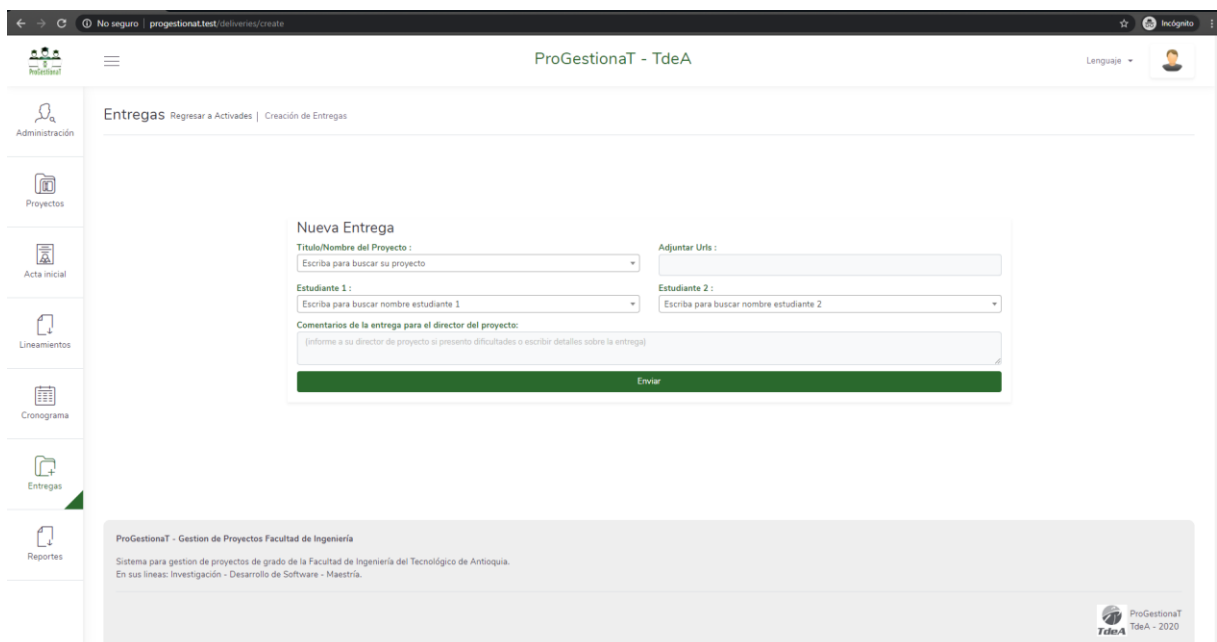 No seguro | progestionat.test/deliveries/create
Incógnito
ProGestionaT
ProGestionaT - TdeA
Lenguaje
Administración
Proyectos
Acta inicial
Lineamientos
Cronograma
Entregas
Reportes
Entregas Regresar a Activades | Creación de Entregas
Nueva Entrega
Titulo/Nombre del Proyecto :
Escriba para buscar su proyecto
Adjuntar Urls :
Estudiante 1 :
Escriba para buscar nombre estudiante 1
Estudiante 2 :
Escriba para buscar nombre estudiante 2
Comentarios de la entrega para el director del proyecto:
(informe a su director de proyecto si presento dificultades o escribir detalles sobre la entrega)
Enviar
ProGestionaT - Gestion de Proyectos Facultad de Ingeniería
Sistema para gestion de proyectos de grado de la Facultad de Ingeniería del Tecnológico de Antioquia.
En sus lineas: Investigación - Desarrollo de Software - Maestría.
TdeA
ProGestionaT
TdeA - 2020